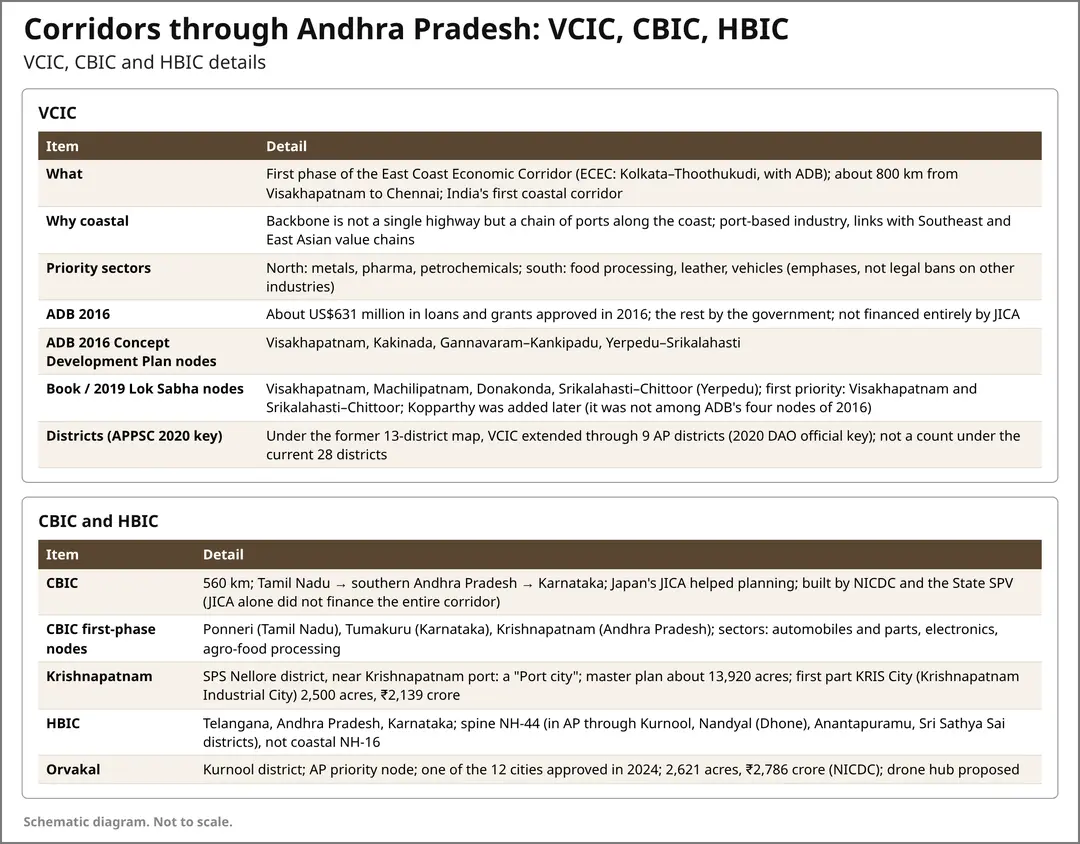 Corridors through Andhra Pradesh: VCIC, CBIC, HBIC
VCIC, CBIC and HBIC details
VCIC
Item Detail
What First phase of the East Coast Economic Corridor (ECEC: Kolkata–Thoothukudi, with ADB); about 800 km from
Visakhapatnam to Chennai; India's first coastal corridor
Why coastal Backbone is not a single highway but a chain of ports along the coast; port-based industry, links with Southeast and
East Asian value chains
Priority sectors North: metals, pharma, petrochemicals; south: food processing, leather, vehicles (emphases, not legal bans on other
industries)
ADB 2016 About US$631 million in loans and grants approved in 2016; the rest by the government; not financed entirely by JICA
ADB 2016 Concept Visakhapatnam, Kakinada, Gannavaram–Kankipadu, Yerpedu–Srikalahasti
Development Plan nodes
Book / 2019 Lok Sabha nodes Visakhapatnam, Machilipatnam, Donakonda, Srikalahasti–Chittoor (Yerpedu); first priority: Visakhapatnam and
Srikalahasti–Chittoor; Kopparthy was added later (it was not among ADB's four nodes of 2016)
Districts (APPSC 2020 key) Under the former 13-district map, VCIC extended through 9 AP districts (2020 DAO official key); not a count under the
current 28 districts
CBIC and HBIC
Item Detail
CBIC 560 km; Tamil Nadu → southern Andhra Pradesh → Karnataka; Japan's JICA helped planning; built by NICDC and the State SPV
(JICA alone did not finance the entire corridor)
CBIC first-phase Ponneri (Tamil Nadu), Tumakuru (Karnataka), Krishnapatnam (Andhra Pradesh); sectors: automobiles and parts, electronics,
nodes agro-food processing
Krishnapatnam SPS Nellore district, near Krishnapatnam port: a "Port city"; master plan about 13,920 acres; first part KRIS City (Krishnapatnam
Industrial City) 2,500 acres, ₹2,139 crore
HBIC Telangana, Andhra Pradesh, Karnataka; spine NH-44 (in AP through Kurnool, Nandyal (Dhone), Anantapuramu, Sri Sathya Sai
districts), not coastal NH-16
Orvakal Kurnool district; AP priority node; one of the 12 cities approved in 2024; 2,621 acres, ₹2,786 crore (NICDC); drone hub proposed
Schematic diagram. Not to scale.